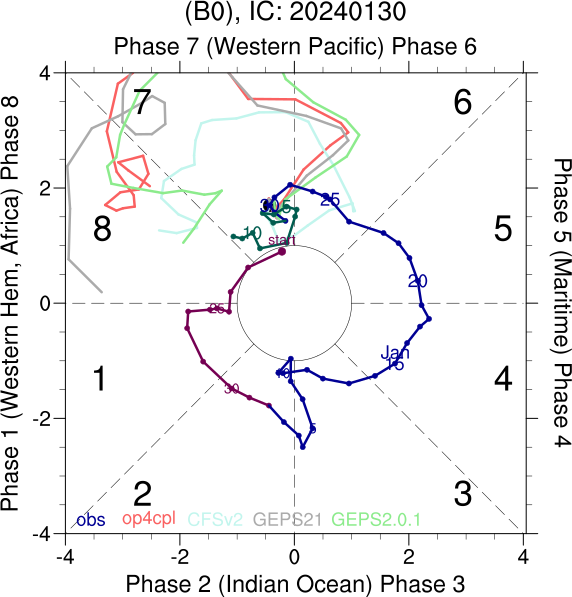 (B0), IC: 20240130
Phase 7 (Western Pacific) Phase 6
4
7
6
2
8
5
0
1
4
-2
2
3
-4
-4 -2 0 2 4
Phase 1 (Western Hem, Africa) Phase 8
Phase 5 (Maritime) Phase 4
Phase 2 (Indian Ocean) Phase 3
start
10
25
20
Jan
15
5
30
obs op4cpl CFSv2 GEPS21 GEPS2.0.1